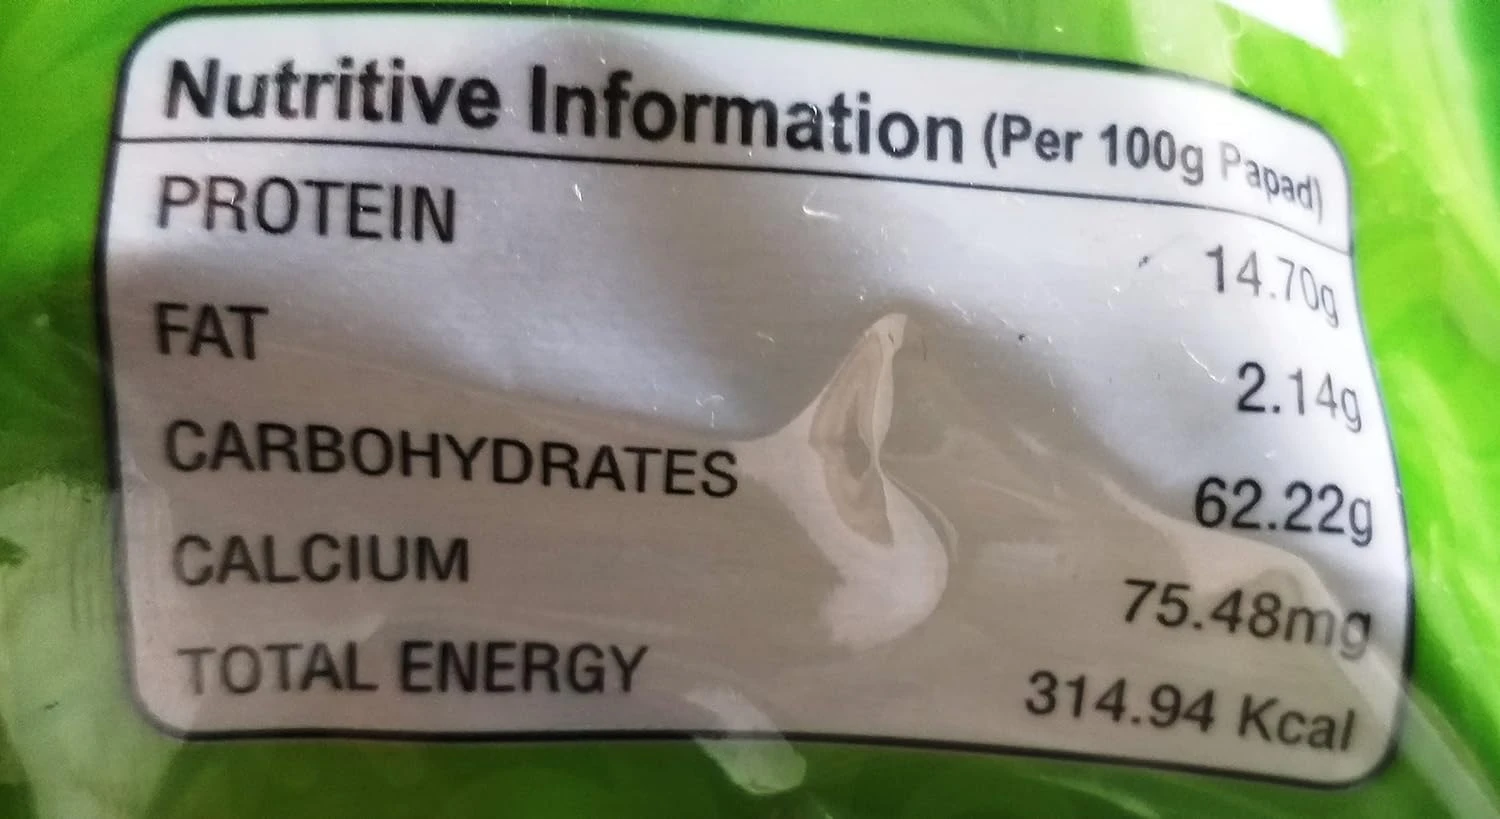 Nutritive Information (Per 100g Papad)
PROTEIN 14.70g
FAT 2.14g
CARBOHYDRATES 62.22g
CALCIUM 75.48mg
TOTAL ENERGY 314.94 Kcal